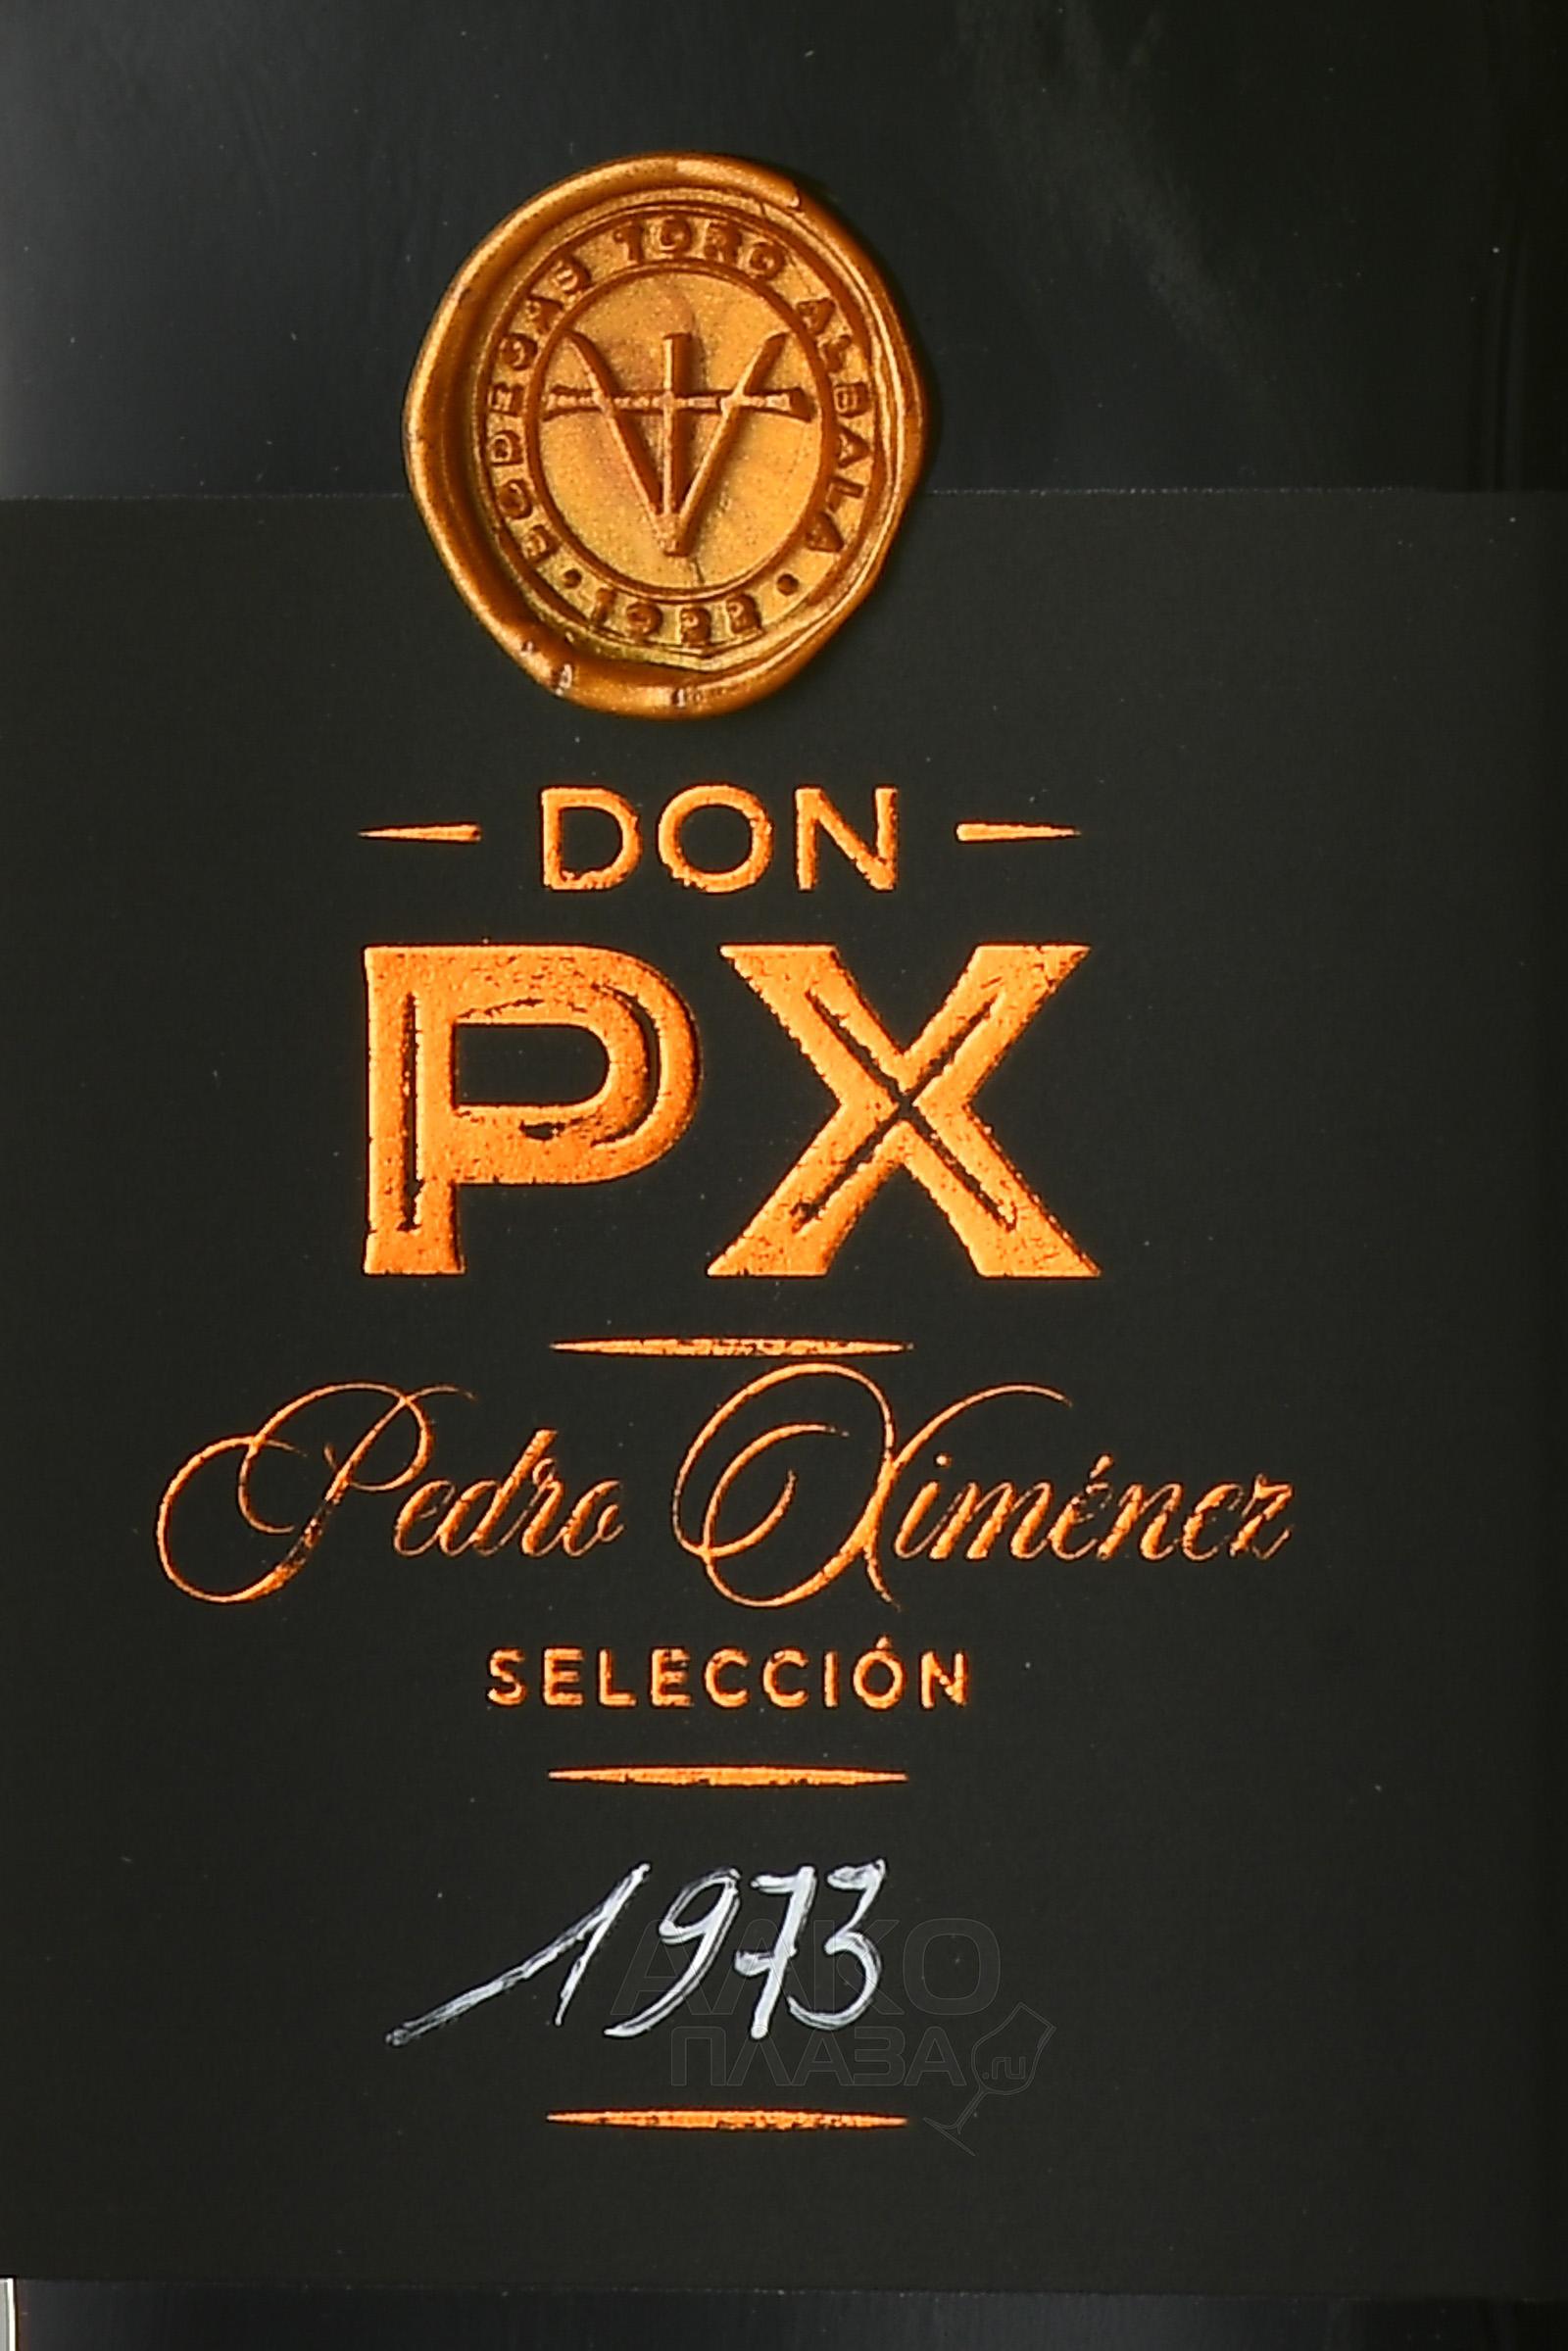 BODEGAS TORO ALBALA
• 1922 •
DON
PX
Pedro Ximénez
SELECCIÓN
1973
АЛКО
ПЛАЗА.ru